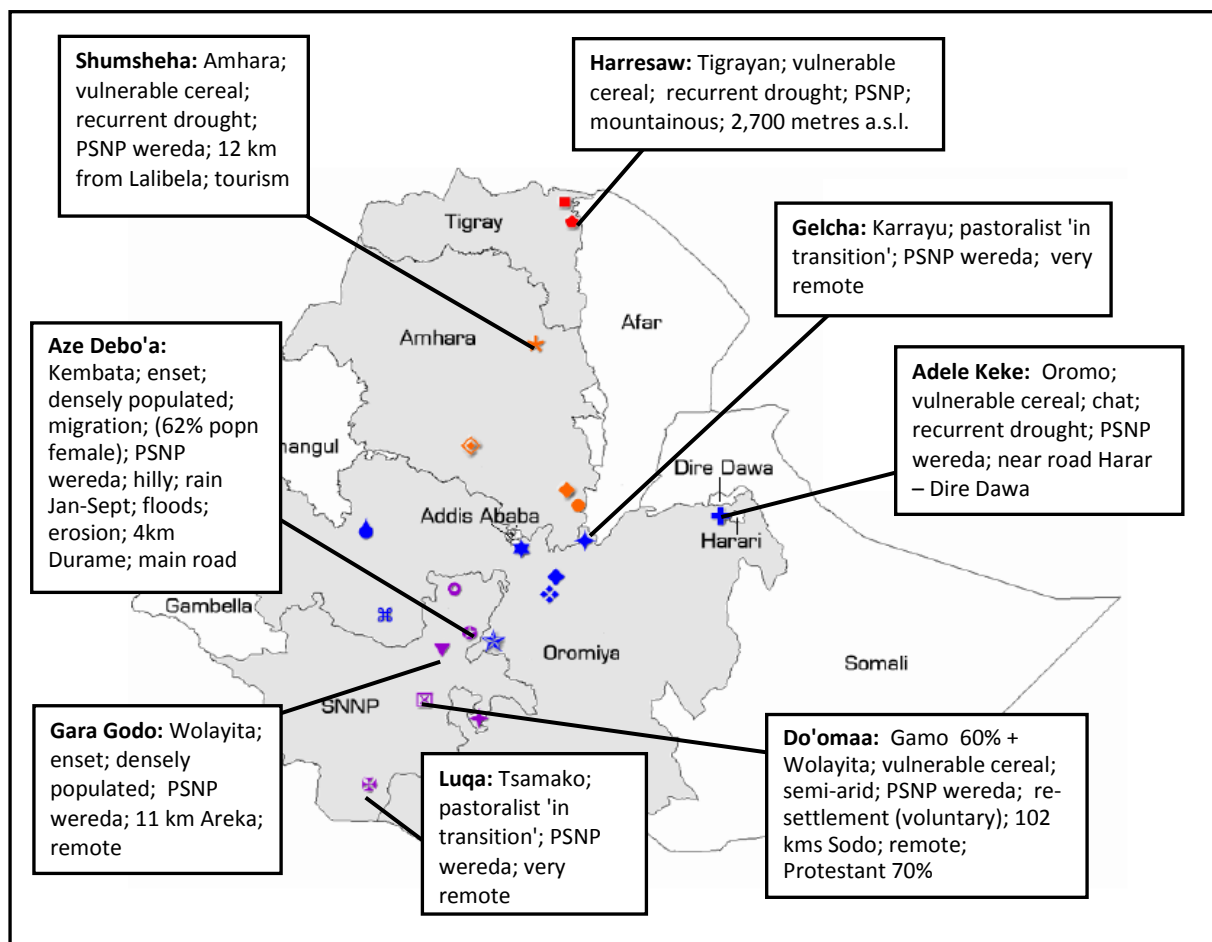 Shumsheha: Amhara;
vulnerable cereal;
recurrent drought;
PSNP wereda; 12 km
from Lalibela; tourism
Harresaw: Tigrayan; vulnerable
cereal; recurrent drought; PSNP;
mountainous; 2,700 metres a.s.l.
Tigray
Gelcha: Karrayu; pastoralist 'in
transition'; PSNP wereda; very
remote
Afar
Amhara
Aze Debo'a:
Kembata; enset;
densely populated;
migration; (62% popn
female); PSNP
wereda; hilly; rain
Jan-Sept; floods;
erosion; 4km
Durame; main road
Adele Keke: Oromo;
vulnerable cereal; chat;
recurrent drought; PSNP
wereda; near road Harar
– Dire Dawa
nangul
Dire Dawa
Addis Ababa
Harari
Gambella
Oromiya
Somali
SNNP
Gara Godo: Wolayita;
enset; densely
populated; PSNP
wereda; 11 km Areka;
remote
Luqa: Tsamako;
pastoralist 'in
transition'; PSNP
wereda; very
remote
Do'omaa: Gamo 60% +
Wolayita; vulnerable cereal;
semi-arid; PSNP wereda; re-
settlement (voluntary); 102
kms Sodo; remote;
Protestant 70%